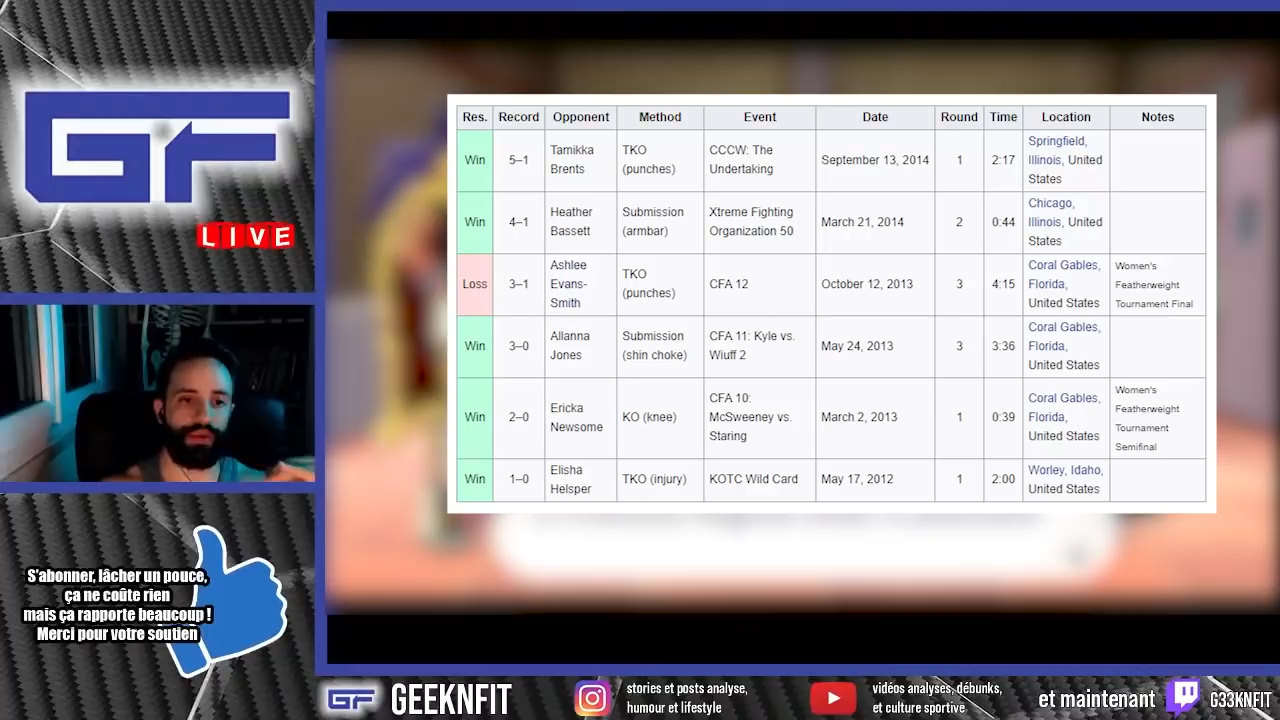 GF
LIVE
S'abonner, lâcher un pouce,
ça ne coûte rien
mais ça rapporte beaucoup !
Merci pour votre soutien
Res. Record Opponent Method Event Date Round Time Location Notes
Win 5–1 Tamikka Brents TKO (punches) CCCW: The Undertaking September 13, 2014 1 2:17 Springfield, Illinois, United States
Win 4–1 Heather Bassett Submission (armbar) Xtreme Fighting Organization 50 March 21, 2014 2 0:44 Chicago, Illinois, United States
Loss 3–1 Ashlee Evans-Smith TKO (punches) CFA 12 October 12, 2013 3 4:15 Coral Gables, Florida, United States Women's Featherweight Tournament Final
Win 3–0 Allanna Jones Submission (shin choke) CFA 11: Kyle vs. Wiuff 2 May 24, 2013 3 3:36 Coral Gables, Florida, United States
Win 2–0 Ericka Newsome KO (knee) CFA 10: McSweeney vs. Staring March 2, 2013 1 0:39 Coral Gables, Florida, United States Women's Featherweight Tournament Semifinal
Win 1–0 Elisha Helsper TKO (injury) KOTC Wild Card May 17, 2012 1 2:00 Worley, Idaho, United States
GF GEEKNFIT
stories et posts analyse,
humour et lifestyle
vidéos analyses, débunks,
et culture sportive
et maintenant G33KNFIT